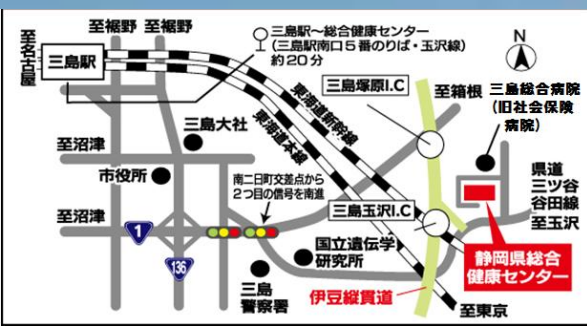 至裾野
至裾野
至名古屋
三島駅
三島駅~総合健康センター
(三島駅南口5番のりば・玉沢線)
約20分
N
三島塚原I.C
至箱根
三島総合病院
(旧社会保険
病院)
東海道新幹線
東海道本線
三島大社
至沼津
市役所
南二日町交差点から
2つ目の信号を南進
県道
三ツ谷
谷田線
至玉沢
至沼津
1
三島玉沢I.C
136
国立遺伝学
研究所
静岡県総合
健康センター
三島
警察署
伊豆縦貫道
至東京